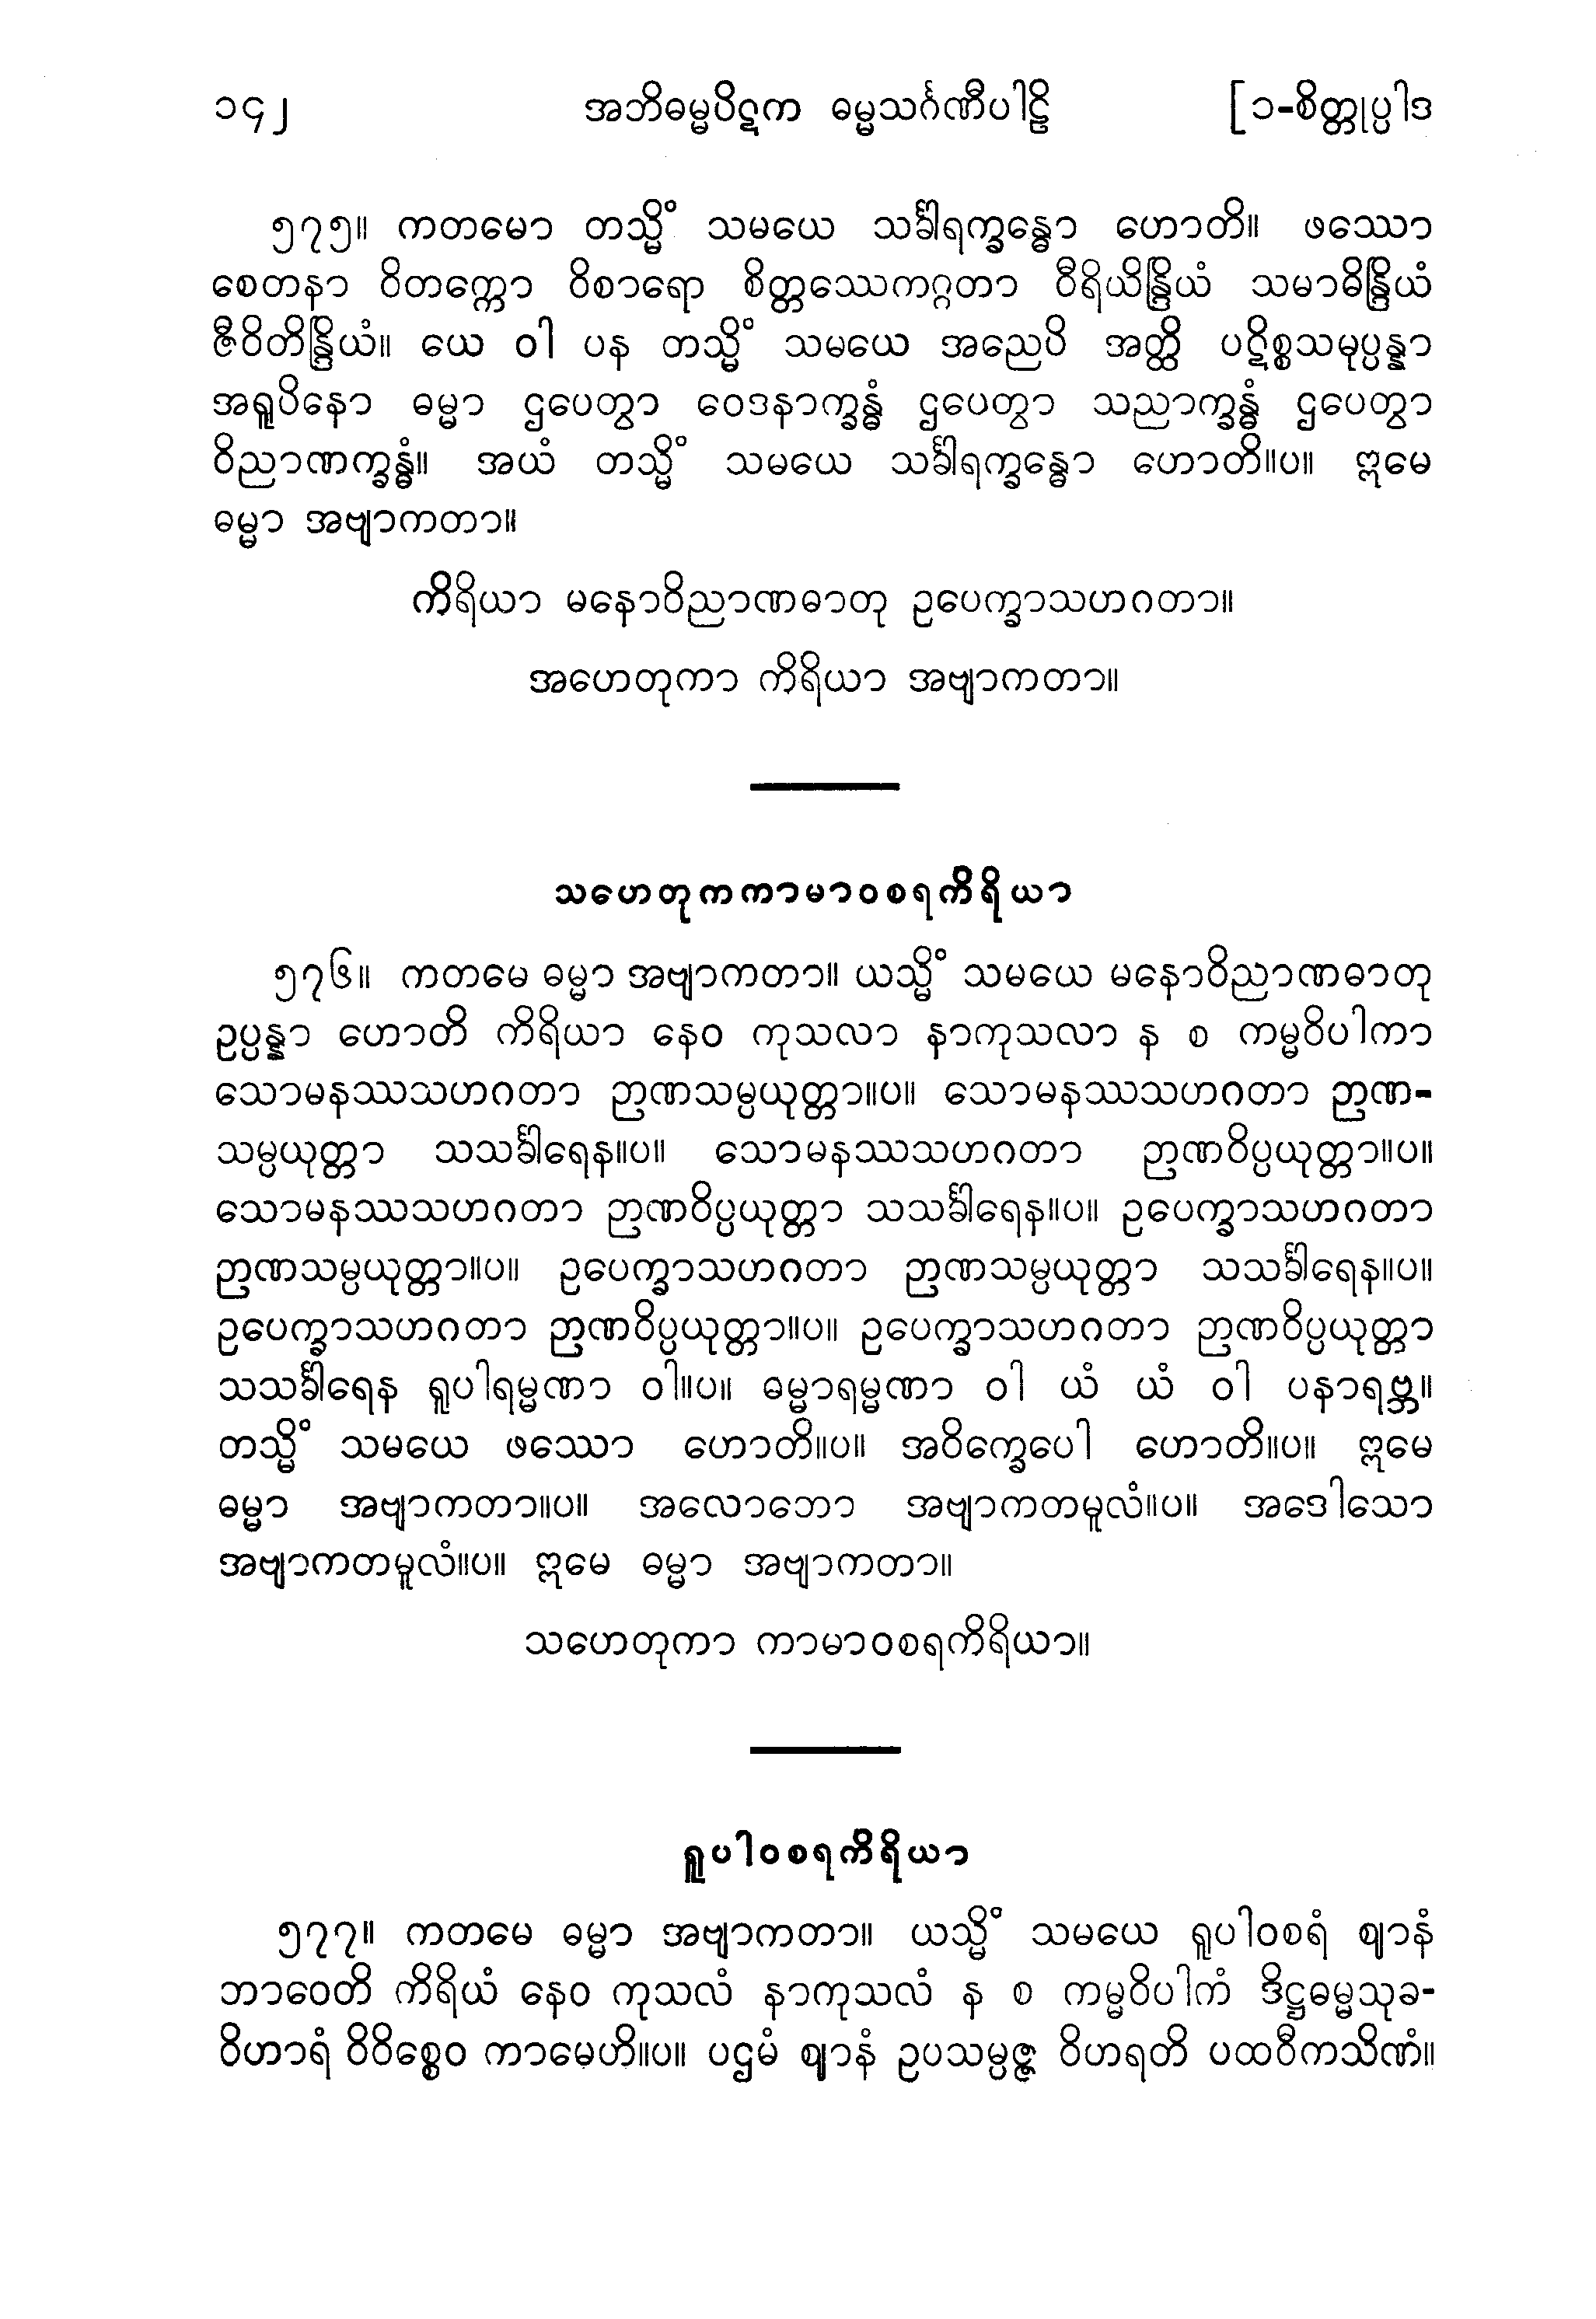 ၁၄၂ အဘိဓမ္မပိဋက ဓမ္မသင်္ဂဏီပါဠိ [၁-စိတ္တုပ္ပါဒ
၅၇၅။ ကတမော တသ္မိံ သမယေ သင်္ခါရက္ခန္ဓော ဟောတိ။ ဖဿော
စေတနာ ဝိတက္ကော ဝိစာရော စိတ္တဿေကဂ္ဂတာ ဝီရိယိန္ဒြိယံ သမာဓိန္ဒြိယံ
ဇီဝိတိန္ဒြိယံ။ ယေ ဝါ ပန တသ္မိံ သမယေ အညေပိ အတ္ထိ ပဋိစ္စသမုပ္ပန္နာ
အရူပိနော ဓမ္မာ ဌပေတွာ ဝေဒနာက္ခန္ဓံ ဌပေတွာ သညာက္ခန္ဓံ ဌပေတွာ
ဝိညာဏက္ခန္ဓံ။ အယံ တသ္မိံ သမယေ သင်္ခါရက္ခန္ဓော ဟောတိ။ပ။ ဣမေ
ဓမ္မာ အဗျာကတာ။
ကိရိယာ မနောဝိညာဏဓာတု ဥပေက္ခာသဟဂတာ။
အဟေတုကာ ကိရိယာ အဗျာကတာ။
သဟေတုကကာမာဝစရကိရိယာ
၅၇၆။ ကတမေ ဓမ္မာ အဗျာကတာ။ ယသ္မိံ သမယေ မနောဝိညာဏဓာတု
ဥပ္ပန္နာ ဟောတိ ကိရိယာ နေဝ ကုသလာ နာကုသလာ န စ ကမ္မဝိပါကာ
သောမနဿသဟဂတာ ဉာဏသမ္ပယုတ္တာ။ပ။ သောမနဿသဟဂတာ ဉာဏ-
သမ္ပယုတ္တာ သသင်္ခါရေန။ပ။ သောမနဿသဟဂတာ ဉာဏဝိပ္ပယုတ္တာ။ပ။
သောမနဿသဟဂတာ ဉာဏဝိပ္ပယုတ္တာ သသင်္ခါရေန။ပ။ ဥပေက္ခာသဟဂတာ
ဉာဏသမ္ပယုတ္တာ။ပ။ ဥပေက္ခာသဟဂတာ ဉာဏသမ္ပယုတ္တာ သသင်္ခါရေန။ပ။
ဥပေက္ခာသဟဂတာ ဉာဏဝိပ္ပယုတ္တာ။ပ။ ဥပေက္ခာသဟဂတာ ဉာဏဝိပ္ပယုတ္တာ
သသင်္ခါရေန ရူပါရမ္မဏာ ဝါ။ပ။ ဓမ္မာရမ္မဏာ ဝါ ယံ ယံ ဝါ ပနာရဗ္ဘ။
တသ္မိံ သမယေ ဖဿော ဟောတိ။ပ။ အဝိက္ခေပေါ ဟောတိ။ပ။ ဣမေ
ဓမ္မာ အဗျာကတာ။ပ။ အလောဘော အဗျာကတမူလံ။ပ။ အဒေါသော
အဗျာကတမူလံ။ပ။ ဣမေ ဓမ္မာ အဗျာကတာ။
သဟေတုကာ ကာမာဝစရကိရိယာ။
ရူပါဝစရကိရိယာ
၅၇၇။ ကတမေ ဓမ္မာ အဗျာကတာ။ ယသ္မိံ သမယေ ရူပါဝစရံ ဈာနံ
ဘာဝေတိ ကိရိယံ နေဝ ကုသလံ နာကုသလံ န စ ကမ္မဝိပါကံ ဒိဋ္ဌဓမ္မသုခ-
ဝိဟာရံ ဝိဝိစ္စေဝ ကာမေဟိ။ပ။ ပဌမံ ဈာနံ ဥပသမ္ပဇ္ဇ ဝိဟရတိ ပထဝီကသိဏံ။